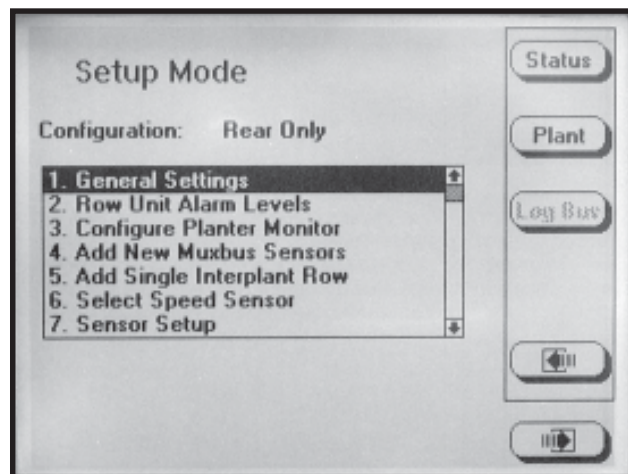 Setup Mode
Configuration: Rear Only
1. General Settings
2. Row Unit Alarm Levels
3. Configure Planter Monitor
4. Add New Muxbus Sensors
5. Add Single Interplant Row
6. Select Speed Sensor
7. Sensor Setup
Status
Plant
Log Bus